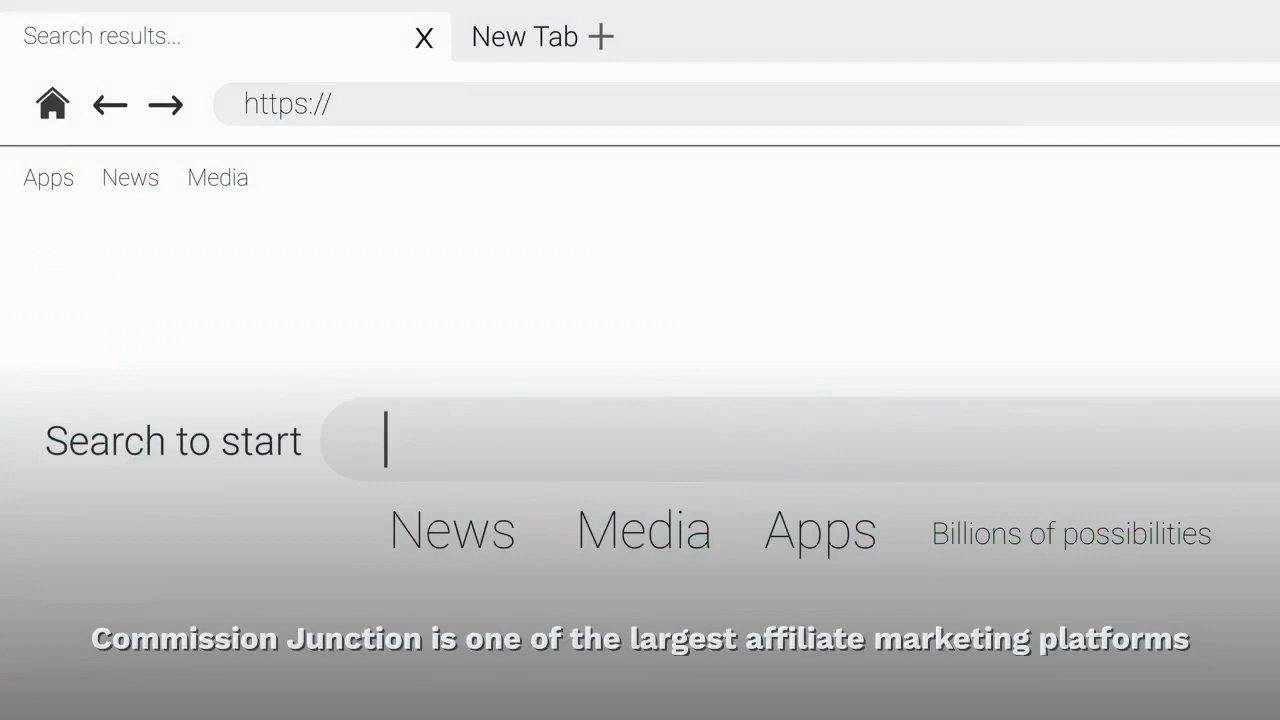 Search results... X New Tab +
https://
Apps News Media
Search to start
News Media Apps Billions of possibilities
Commission Junction is one of the largest affiliate marketing platforms